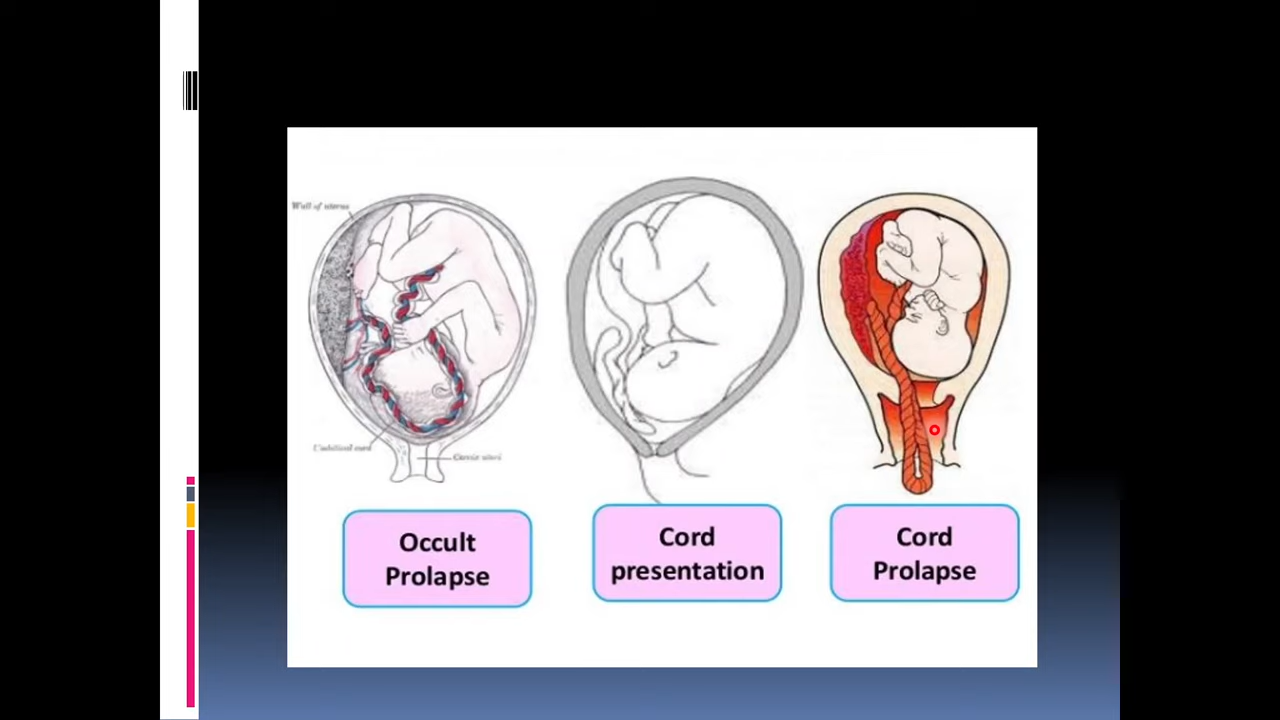 Wall of uterus
Umbilical cord
Cervix uteri
Occult
Prolapse
Cord
presentation
Cord
Prolapse